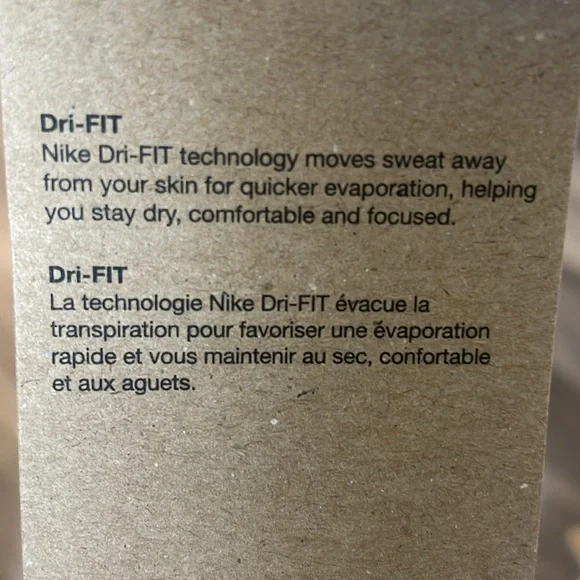 Dri-FIT
Nike Dri-FIT technology moves sweat away
from your skin for quicker evaporation, helping
you stay dry, comfortable and focused.
Dri-FIT
La technologie Nike Dri-FIT évacue la
transpiration pour favoriser une évaporation
rapide et vous maintenir au sec, confortable
et aux aguets.